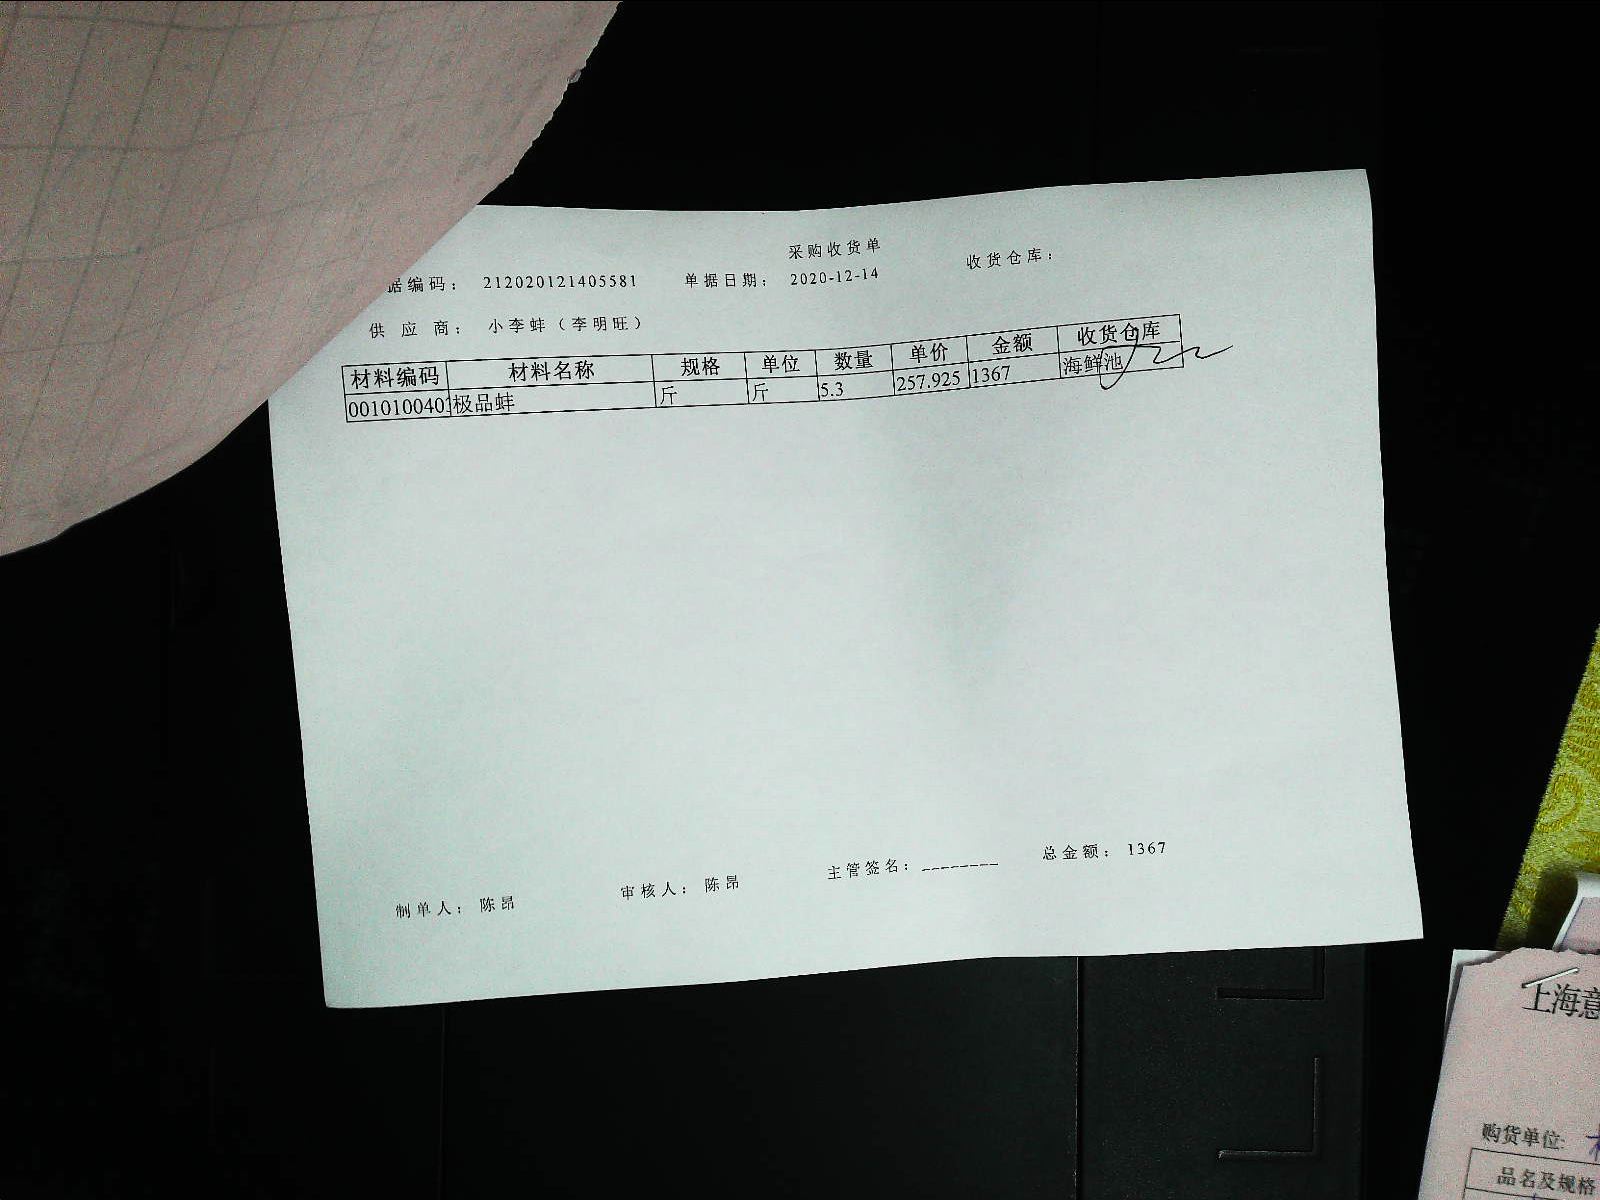 采购收货单
据编码： 212020121405581 单据日期： 2020-12-14 收货仓库：
供 应 商： 小李蚌（李明旺）
材料编码 材料名称 规格 单位 数量 单价 金额 收货仓库
0010100403 极品蚌 斤 斤 5.3 257.925 1367 海鲜池
制单人： 陈昂 审核人： 陈昂 主管签名：________ 总金额： 1367
上海意
购货单位:
品名及规格